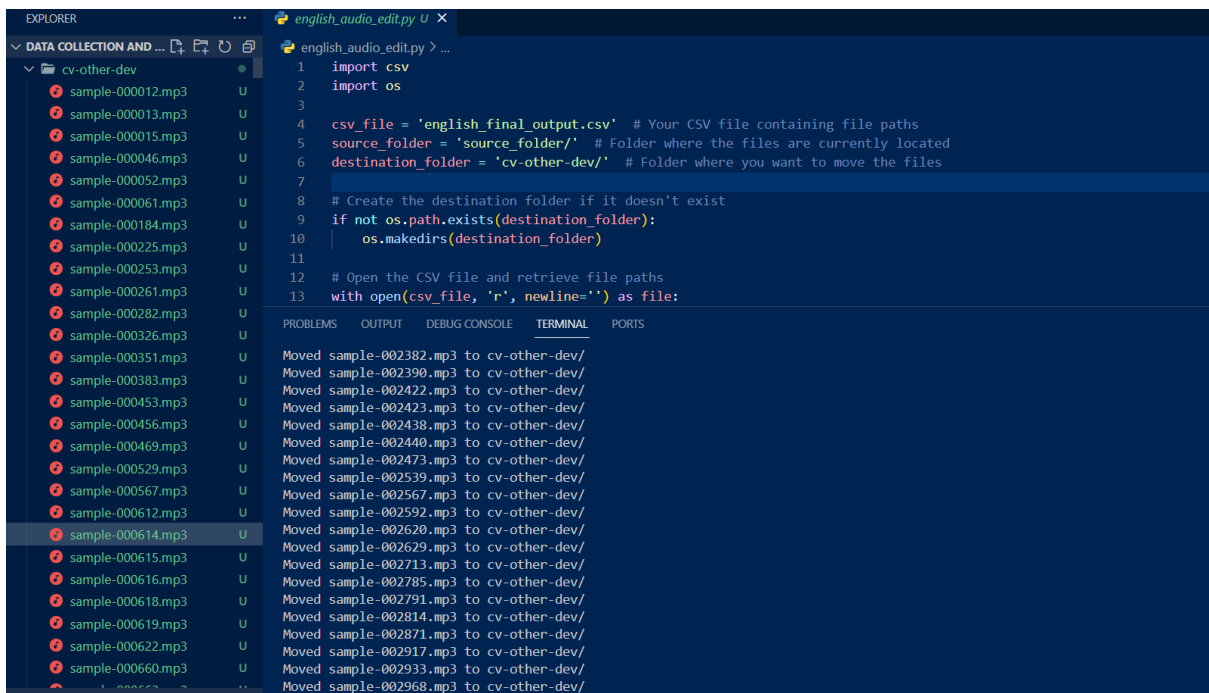 EXPLORER
DATA COLLECTION AND ...
cv-other-dev
sample-000012.mp3 U
sample-000013.mp3 U
sample-000015.mp3 U
sample-000046.mp3 U
sample-000052.mp3 U
sample-000061.mp3 U
sample-000184.mp3 U
sample-000225.mp3 U
sample-000253.mp3 U
sample-000261.mp3 U
sample-000282.mp3 U
sample-000326.mp3 U
sample-000351.mp3 U
sample-000383.mp3 U
sample-000453.mp3 U
sample-000456.mp3 U
sample-000469.mp3 U
sample-000529.mp3 U
sample-000567.mp3 U
sample-000612.mp3 U
sample-000614.mp3 U
sample-000615.mp3 U
sample-000616.mp3 U
sample-000618.mp3 U
sample-000619.mp3 U
sample-000622.mp3 U
sample-000660.mp3 U
english_audio_edit.py U
english_audio_edit.py > ...
1 import csv
2 import os
3
4 csv_file = 'english_final_output.csv' # Your CSV file containing file paths
5 source_folder = 'source_folder/' # Folder where the files are currently located
6 destination_folder = 'cv-other-dev/' # Folder where you want to move the files
7
8 # Create the destination folder if it doesn't exist
9 if not os.path.exists(destination_folder):
10 os.makedirs(destination_folder)
11
12 # Open the CSV file and retrieve file paths
13 with open(csv_file, 'r', newline='') as file:
PROBLEMS OUTPUT DEBUG CONSOLE TERMINAL PORTS
Moved sample-002382.mp3 to cv-other-dev/
Moved sample-002390.mp3 to cv-other-dev/
Moved sample-002422.mp3 to cv-other-dev/
Moved sample-002423.mp3 to cv-other-dev/
Moved sample-002438.mp3 to cv-other-dev/
Moved sample-002440.mp3 to cv-other-dev/
Moved sample-002473.mp3 to cv-other-dev/
Moved sample-002539.mp3 to cv-other-dev/
Moved sample-002567.mp3 to cv-other-dev/
Moved sample-002592.mp3 to cv-other-dev/
Moved sample-002620.mp3 to cv-other-dev/
Moved sample-002629.mp3 to cv-other-dev/
Moved sample-002713.mp3 to cv-other-dev/
Moved sample-002785.mp3 to cv-other-dev/
Moved sample-002791.mp3 to cv-other-dev/
Moved sample-002814.mp3 to cv-other-dev/
Moved sample-002871.mp3 to cv-other-dev/
Moved sample-002917.mp3 to cv-other-dev/
Moved sample-002933.mp3 to cv-other-dev/
Moved sample-002968.mp3 to cv-other-dev/